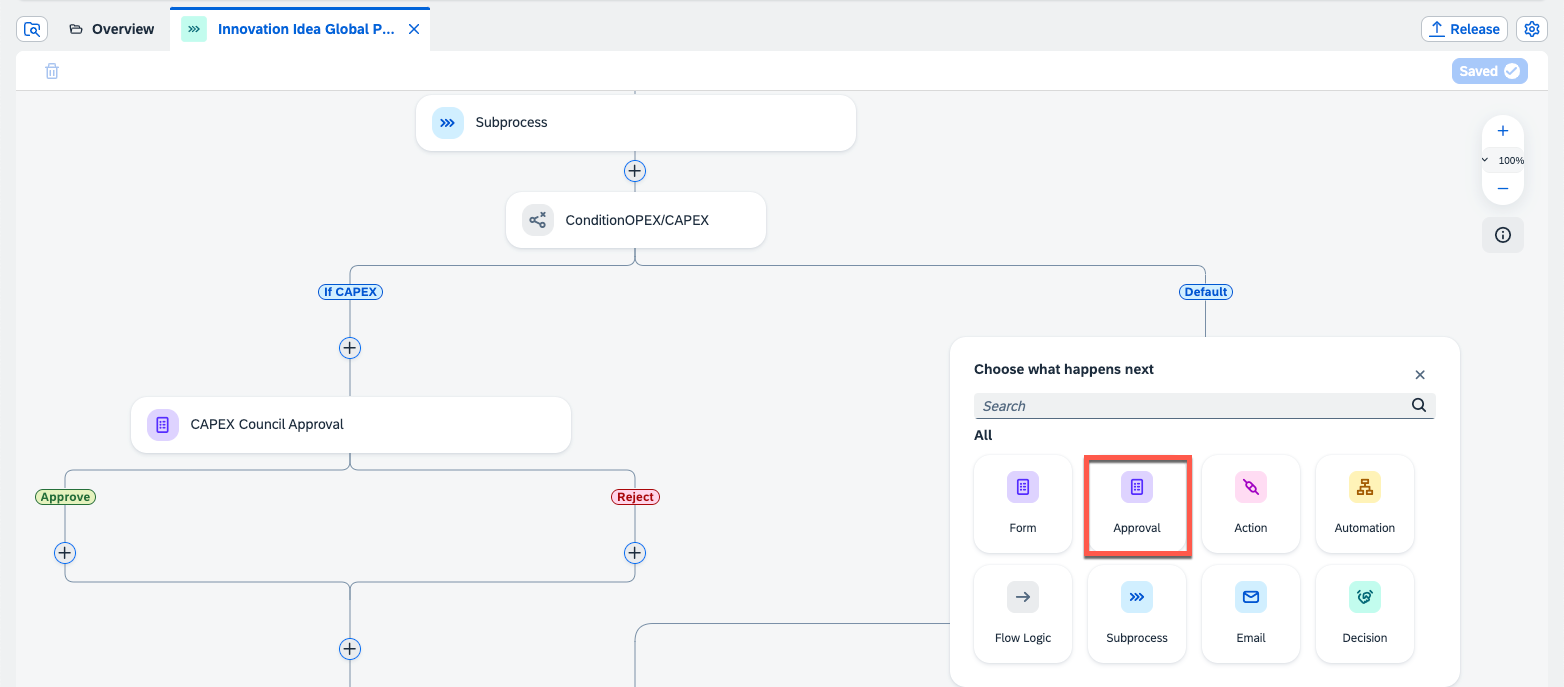 Overview
Innovation Idea Global P...
Release
Saved
Subprocess
100%
ConditionOPEX/CAPEX
If CAPEX
Default
Choose what happens next
Search
All
CAPEX Council Approval
Approve
Reject
Form
Approval
Action
Automation
Flow Logic
Subprocess
Email
Decision